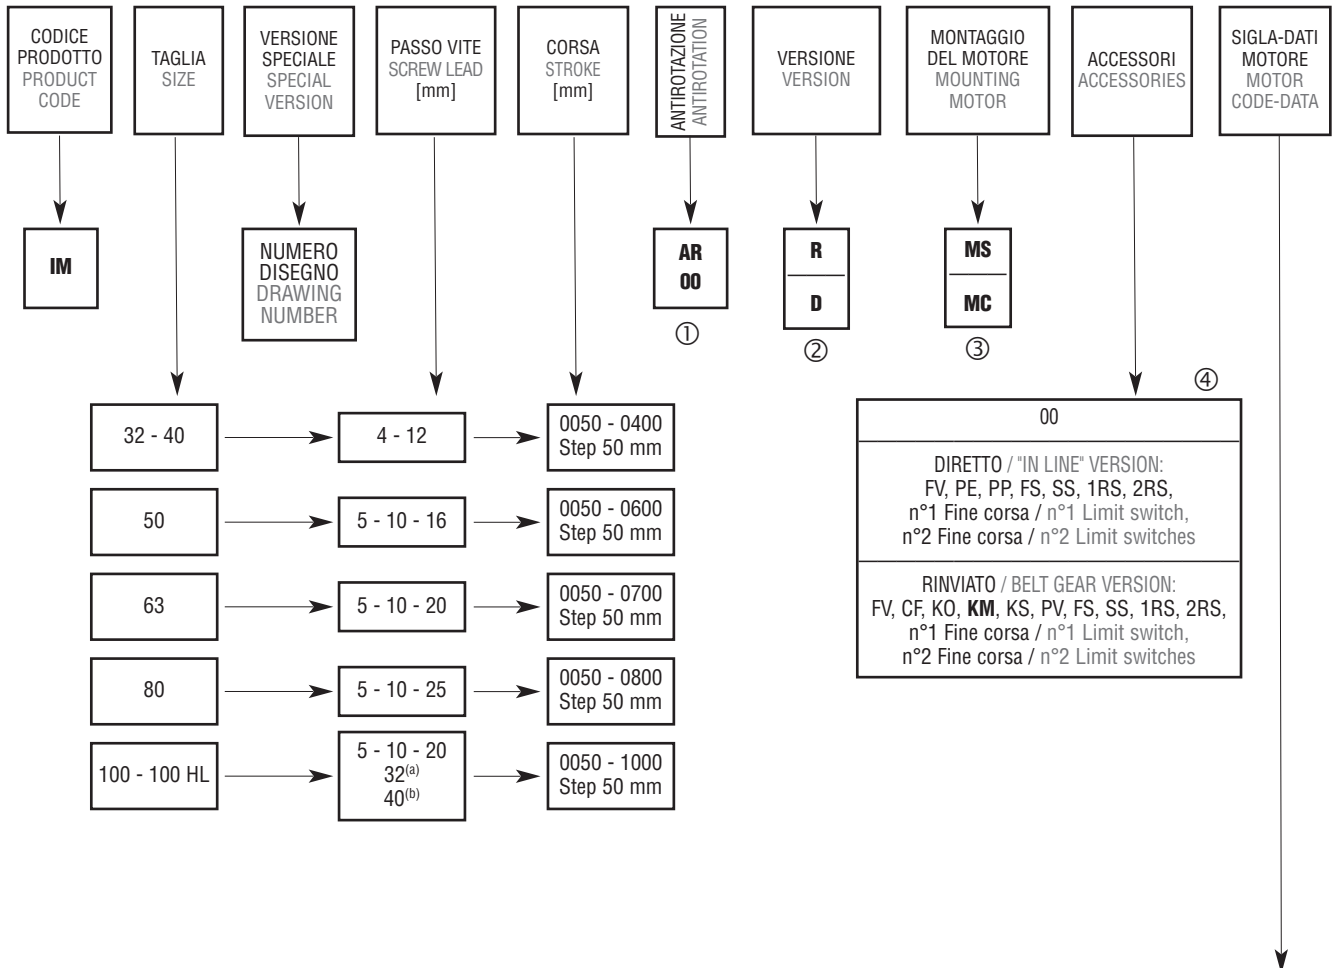 CODICE
PRODOTTO
PRODUCT
CODE
TAGLIA
SIZE
VERSIONE
SPECIALE
SPECIAL
VERSION
PASSO VITE
SCREW LEAD
[mm]
CORSA
STROKE
[mm]
ANTIROTAZIONE
ANTIROTATION
VERSIONE
VERSION
MONTAGGIO
DEL MOTORE
MOUNTING
MOTOR
ACCESSORI
ACCESSORIES
SIGLA-DATI
MOTORE
MOTOR
CODE-DATA
IM
NUMERO
DISEGNO
DRAWING
NUMBER
AR
00
①
R
D
②
MS
MC
③
④
00
DIRETTO / "IN LINE" VERSION:
FV, PE, PP, FS, SS, 1RS, 2RS,
n°1 Fine corsa / n°1 Limit switch,
n°2 Fine corsa / n°2 Limit switches
RINVIATO / BELT GEAR VERSION:
FV, CF, KO, KM, KS, PV, FS, SS, 1RS, 2RS,
n°1 Fine corsa / n°1 Limit switch,
n°2 Fine corsa / n°2 Limit switches
32 - 40
4 - 12
0050 - 0400
Step 50 mm
50
5 - 10 - 16
0050 - 0600
Step 50 mm
63
5 - 10 - 20
0050 - 0700
Step 50 mm
80
5 - 10 - 25
0050 - 0800
Step 50 mm
100 - 100 HL
5 - 10 - 20
32(a)
40(b)
0050 - 1000
Step 50 mm